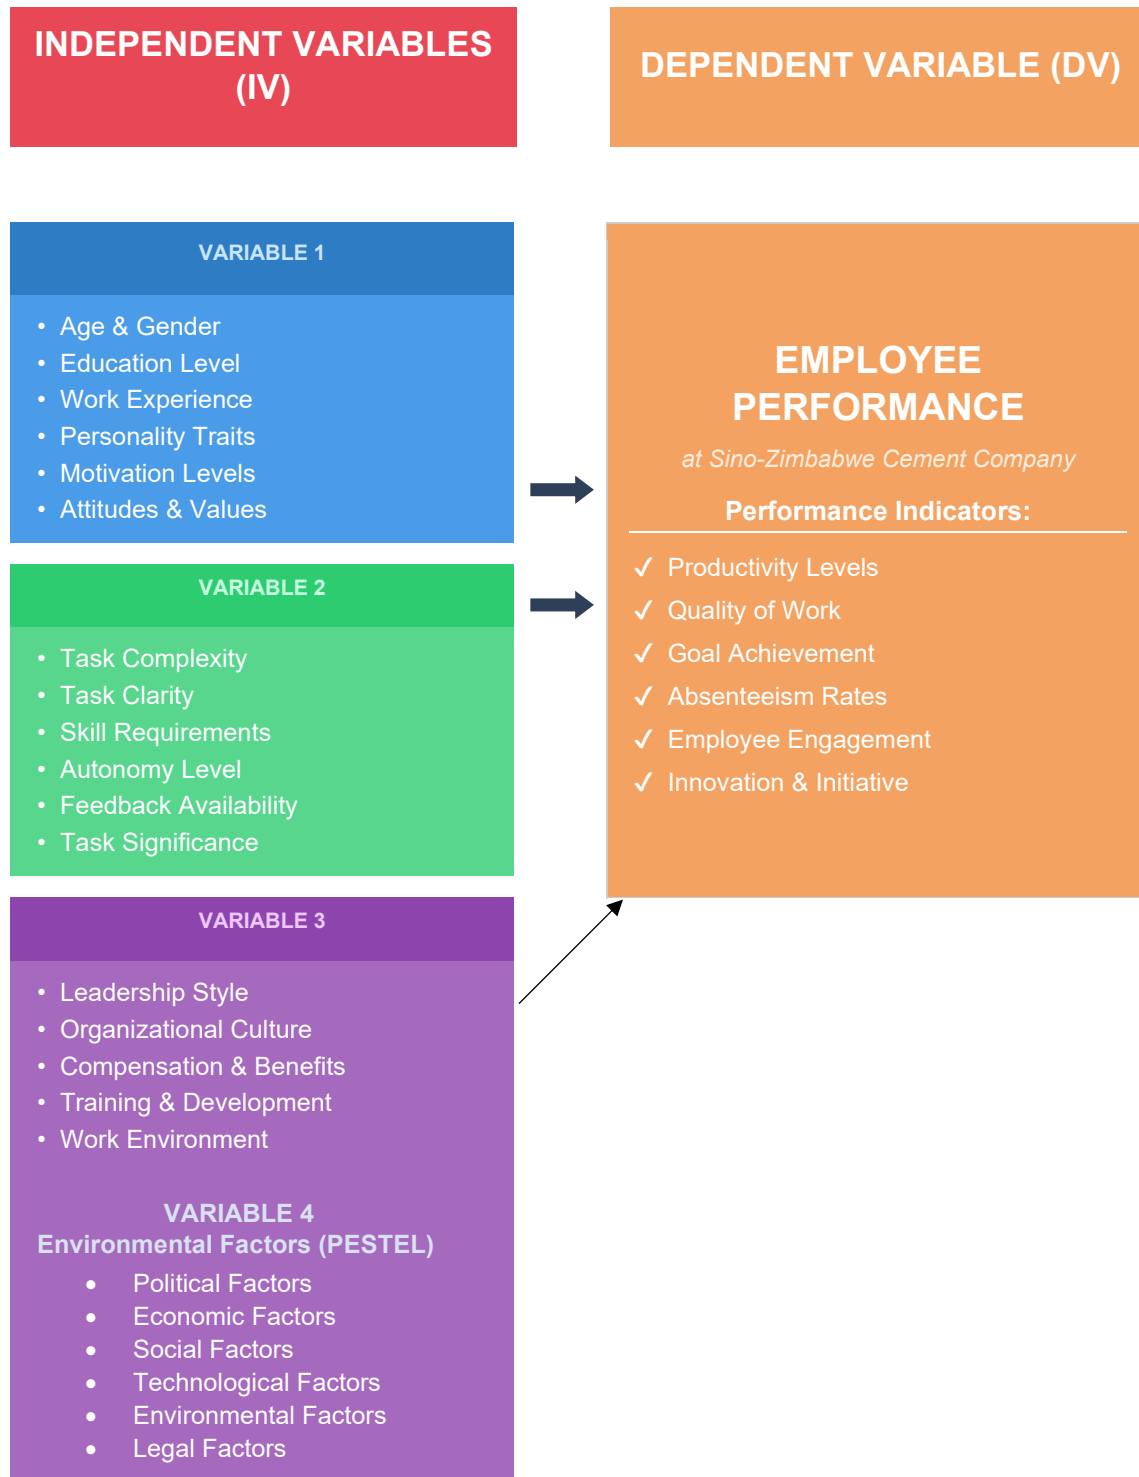 INDEPENDENT VARIABLES
(IV)
DEPENDENT VARIABLE (DV)
VARIABLE 1
• Age & Gender
• Education Level
• Work Experience
• Personality Traits
• Motivation Levels
• Attitudes & Values
VARIABLE 2
• Task Complexity
• Task Clarity
• Skill Requirements
• Autonomy Level
• Feedback Availability
• Task Significance
VARIABLE 3
• Leadership Style
• Organizational Culture
• Compensation & Benefits
• Training & Development
• Work Environment
VARIABLE 4
Environmental Factors (PESTEL)
• Political Factors
• Economic Factors
• Social Factors
• Technological Factors
• Environmental Factors
• Legal Factors
EMPLOYEE
PERFORMANCE
at Sino-Zimbabwe Cement Company
Performance Indicators:
✓ Productivity Levels
✓ Quality of Work
✓ Goal Achievement
✓ Absenteeism Rates
✓ Employee Engagement
✓ Innovation & Initiative